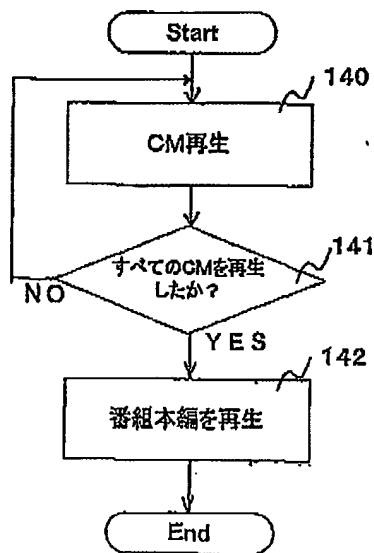 Start
140
CM再生
すべてのCMを再生
したか?
141
NO
YES
142
番組本編を再生
End